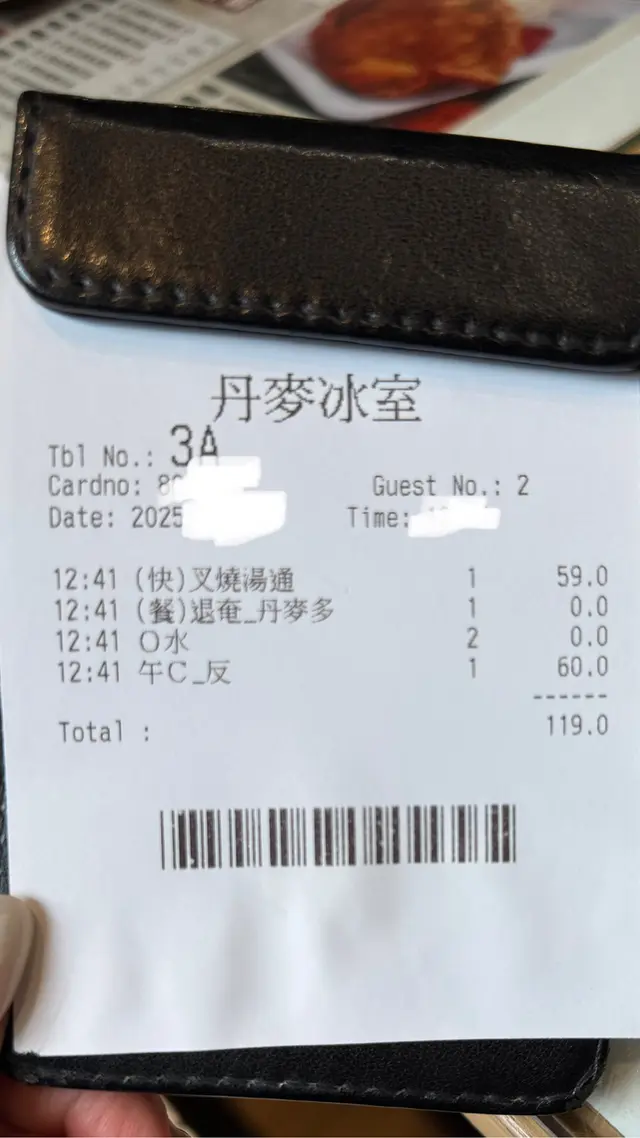 丹麥冰室
Tbl No.: 3A
Cardno: 8
Guest No.: 2
Date: 2025
Time:
12:41 (快)叉燒湯通 1 59.0
12:41 (餐)退奄_丹麥多 1 0.0
12:41 O水 2 0.0
12:41 午C_反 1 60.0
------
Total : 119.0